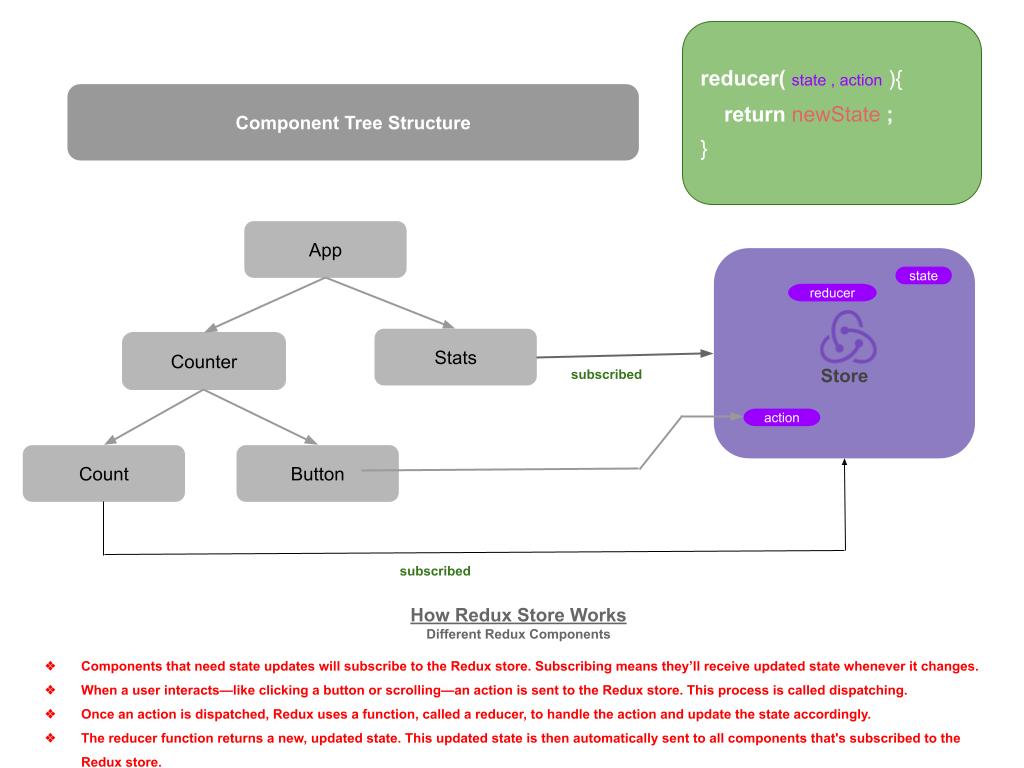 reducer( state , action ){
return newState ;
}
Component Tree Structure
App
state
reducer
Counter
Stats
subscribed
Store
action
Count
Button
subscribed
How Redux Store Works
Different Redux Components
❖ Components that need state updates will subscribe to the Redux store. Subscribing means they’ll receive updated state whenever it changes.
❖ When a user interacts—like clicking a button or scrolling—an action is sent to the Redux store. This process is called dispatching.
❖ Once an action is dispatched, Redux uses a function, called a reducer, to handle the action and update the state accordingly.
❖ The reducer function returns a new, updated state. This updated state is then automatically sent to all components that's subscribed to the
Redux store.